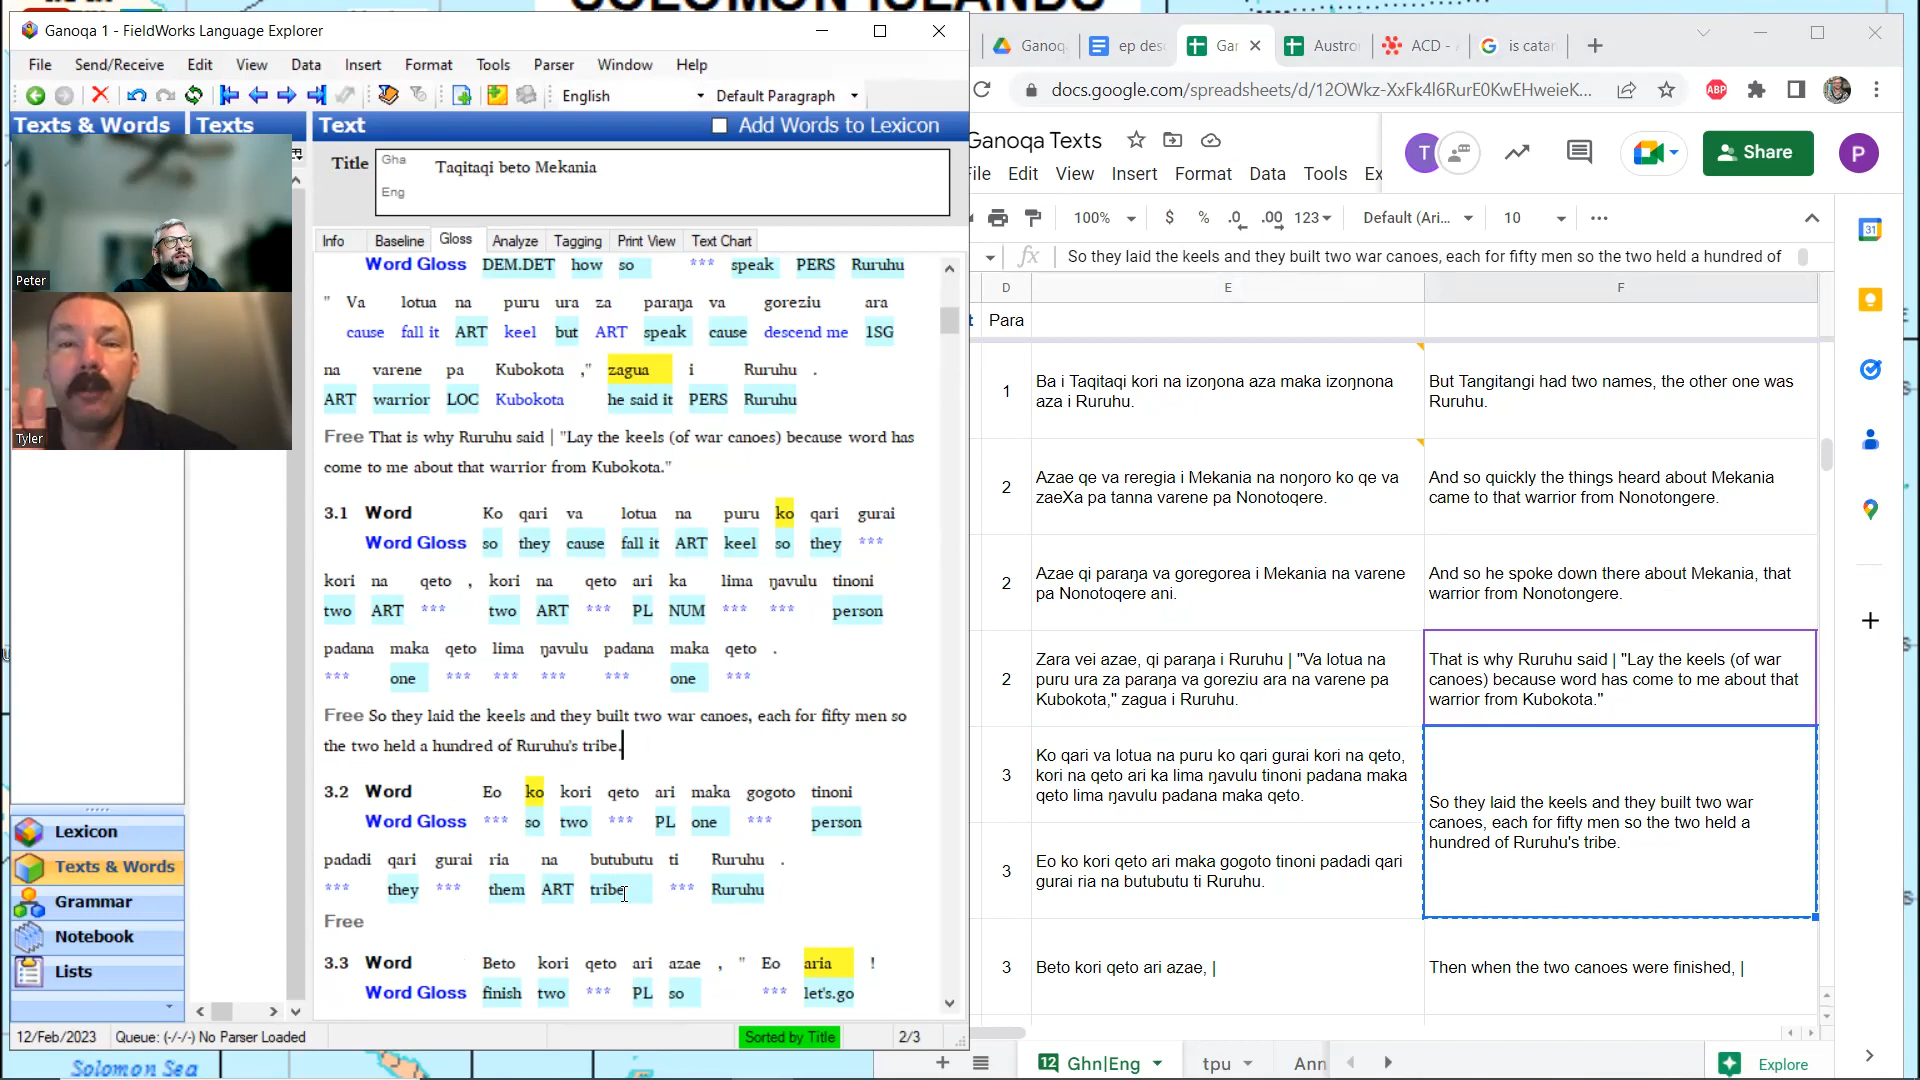 SOLOMON ISLANDS
Ganoqa 1 - FieldWorks Language Explorer
File Send/Receive Edit View Data Insert Format Tools Parser Window Help
English Default Paragraph
Texts & Words Texts Text Add Words to Lexicon
Title Gha Taqitaqi beto Mekania
Eng
Info Baseline Gloss Analyze Tagging Print View Text Chart
Peter
Tyler
Word Gloss DEM.DET how so *** speak PERS Ruruhu
" Va lotua na puru ura za paraŋa va goreziu ara
cause fall it ART keel but ART speak cause descend me 1SG
na varene pa Kubokota ," zagua i Ruruhu .
ART warrior LOC Kubokota he said it PERS Ruruhu
Free That is why Ruruhu said | "Lay the keels (of war canoes) because word has
come to me about that warrior from Kubokota."
3.1 Word Ko qari va lotua na puru ko qari gurai
Word Gloss so they cause fall it ART keel so they ***
kori na qeto , kori na qeto ari ka lima ŋavulu tinoni
two ART *** two ART *** PL NUM *** *** person
padana maka qeto lima ŋavulu padana maka qeto .
*** one *** *** *** *** one ***
Free So they laid the keels and they built two war canoes, each for fifty men so
the two held a hundred of Ruruhu's tribe.
3.2 Word Eo ko kori qeto ari maka gogoto tinoni
Word Gloss *** so two *** PL one *** person
padadi qari gurai ria na butubutu ti Ruruhu .
*** they *** them ART tribe *** Ruruhu
Free
3.3 Word Beto kori qeto ari azae , " Eo aria !
Word Gloss finish two *** PL so *** let's.go
Lexicon
Texts & Words
Grammar
Notebook
Lists
12/Feb/2023 Queue: (-/-/-) No Parser Loaded Sorted by Title 2/3
Solomon Sea
Ganoq ep des Gar Austro ACD - is catar
docs.google.com/spreadsheets/d/12OWkz-XxFk4l6RurE0KwEHweieK...
ABP
Ganoqa Texts
T
Share
P
ile Edit View Insert Format Data Tools Ex
100% $ % .0 .00 123 Default (Ari... 10
31
fx So they laid the keels and they built two war canoes, each for fifty men so the two held a hundred of
D E F
t Para
1 Ba i Taqitaqi kori na izoŋona aza maka izoŋnona
aza i Ruruhu.
But Tangitangi had two names, the other one was
Ruruhu.
2 Azae qe va reregia i Mekania na noŋoro ko qe va
zaeXa pa tanna varene pa Nonotoqere.
And so quickly the things heard about Mekania
came to that warrior from Nonotongere.
2 Azae qi paraŋa va goregorea i Mekania na varene
pa Nonotoqere ani.
And so he spoke down there about Mekania, that
warrior from Nonotongere.
2 Zara vei azae, qi paraŋa i Ruruhu | "Va lotua na
puru ura za paraŋa va goreziu ara na varene pa
Kubokota," zagua i Ruruhu.
That is why Ruruhu said | "Lay the keels (of war
canoes) because word has come to me about that
warrior from Kubokota."
3 Ko qari va lotua na puru ko qari gurai kori na qeto,
kori na qeto ari ka lima ŋavulu tinoni padana maka
qeto lima ŋavulu padana maka qeto.
So they laid the keels and they built two war
canoes, each for fifty men so the two held a
hundred of Ruruhu's tribe.
3 Eo ko kori qeto ari maka gogoto tinoni padadi qari
gurai ria na butubutu ti Ruruhu.
3 Beto kori qeto ari azae, |
Then when the two canoes were finished, |
12 Ghn|Eng tpu Ann
Explore